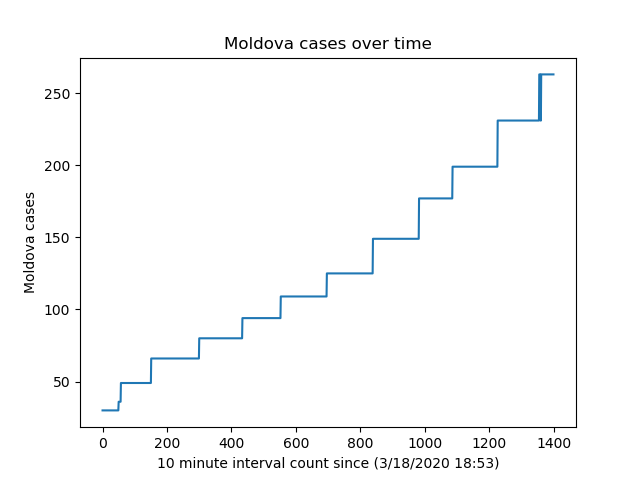 Moldova cases over time
Moldova cases
250
200
150
100
50
0 200 400 600 800 1000 1200 1400
10 minute interval count since (3/18/2020 18:53)